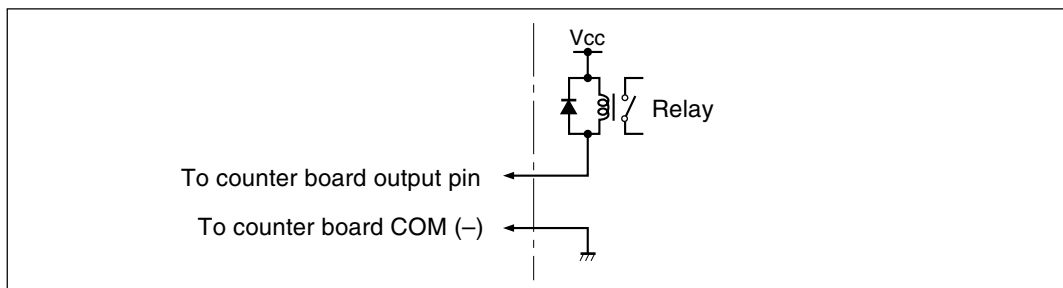 Vcc
Relay
To counter board output pin
To counter board COM (–)